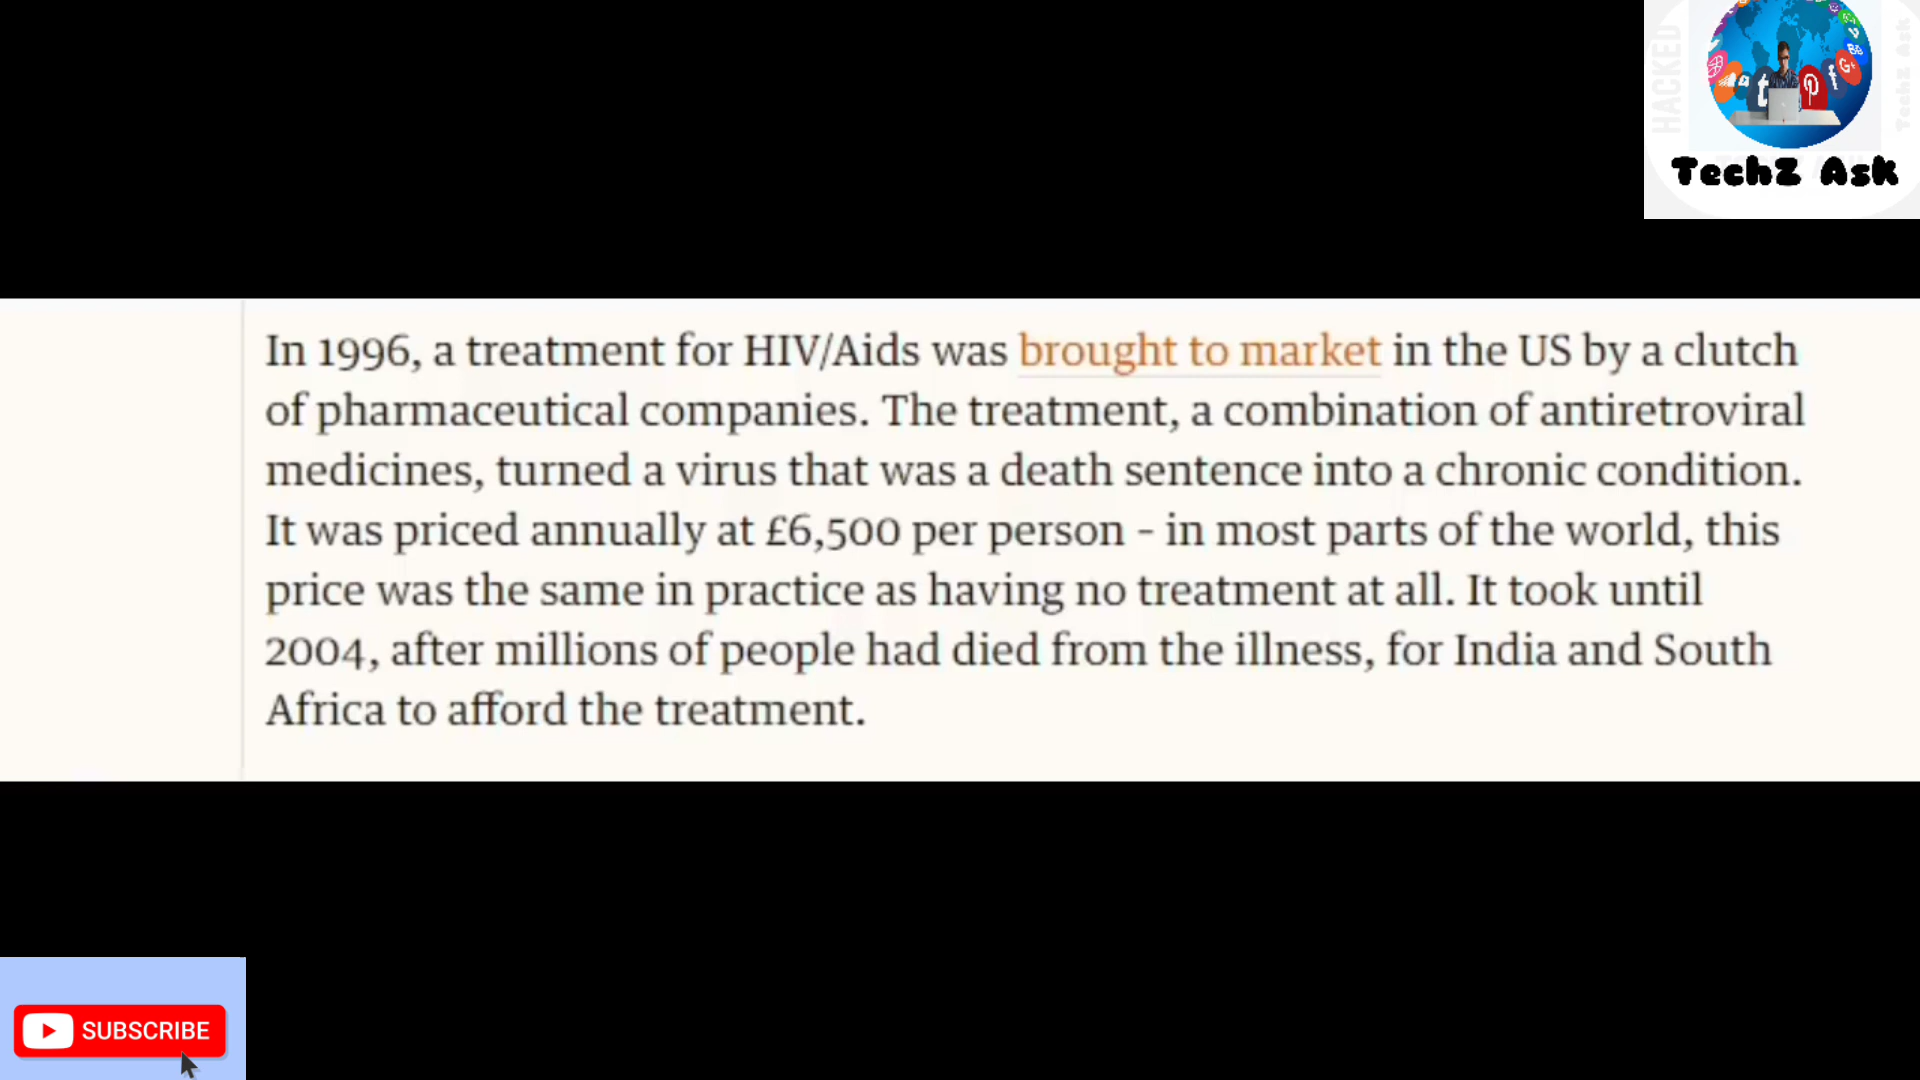 HACKED
TechZ Ask
TechZ Ask
In 1996, a treatment for HIV/Aids was brought to market in the US by a clutch
of pharmaceutical companies. The treatment, a combination of antiretroviral
medicines, turned a virus that was a death sentence into a chronic condition.
It was priced annually at £6,500 per person - in most parts of the world, this
price was the same in practice as having no treatment at all. It took until
2004, after millions of people had died from the illness, for India and South
Africa to afford the treatment.
SUBSCRIBE